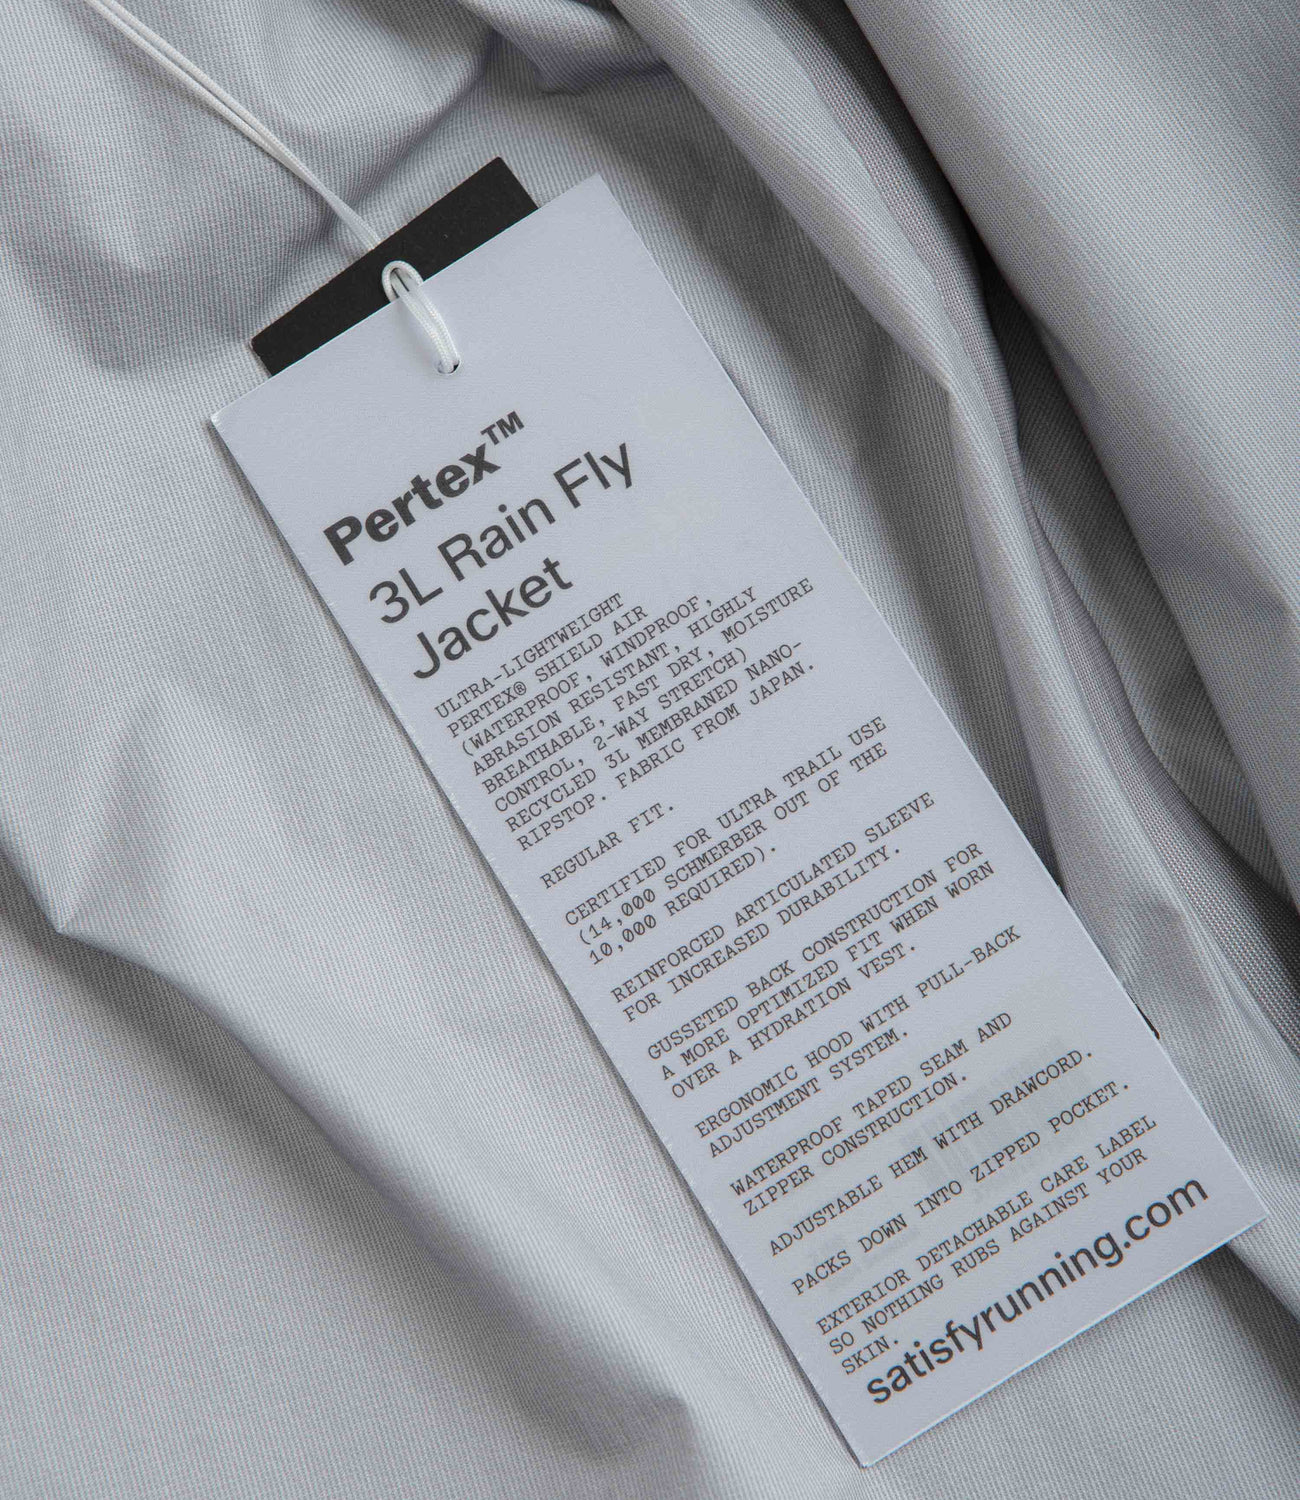 Pertex™
3L Rain Fly
Jacket
ULTRA-LIGHTWEIGHT
PERTEX® SHIELD AIR
(WATERPROOF, WINDPROOF,
ABRASION RESISTANT, HIGHLY
BREATHABLE, FAST DRY, MOISTURE
CONTROL, 2-WAY STRETCH)
RECYCLED 3L MEMBRANED NANO-
RIPSTOP. FABRIC FROM JAPAN.
REGULAR FIT.
CERTIFIED FOR ULTRA TRAIL USE
(14,000 SCHMERBER OUT OF THE
10,000 REQUIRED).
REINFORCED ARTICULATED SLEEVE
FOR INCREASED DURABILITY.
GUSSETED BACK CONSTRUCTION FOR
A MORE OPTIMIZED FIT WHEN WORN
OVER A HYDRATION VEST.
ERGONOMIC HOOD WITH PULL-BACK
ADJUSTMENT SYSTEM.
WATERPROOF TAPED SEAM AND
ZIPPER CONSTRUCTION.
ADJUSTABLE HEM WITH DRAWCORD.
PACKS DOWN INTO ZIPPED POCKET.
EXTERIOR DETACHABLE CARE LABEL
SO NOTHING RUBS AGAINST YOUR
SKIN.
satisfyrunning.com